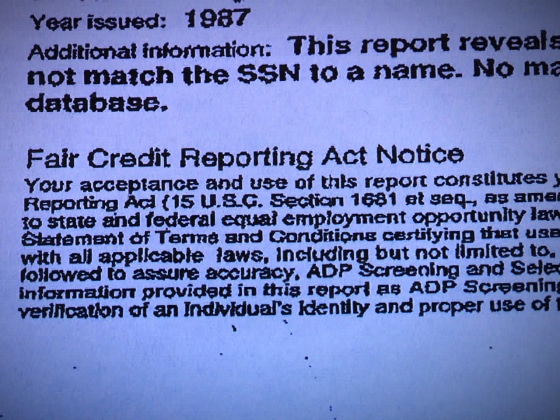 Year issued: 1987
Additional information: This report reveals
not match the SSN to a name. No ma
database.
Fair Credit Reporting Act Notice
Your acceptance and use of this report constitutes y
Reporting Act (15 U.S.C. Section 1681 et seq., as ame
to state and federal equal employment opportunity law
Statement of Terms and Conditions certifying that use
with all applicable laws, including but not limited to,
followed to assure accuracy, ADP Screening and Selec
information provided in this report as ADP Screening
verification of an individual's identity and proper use of